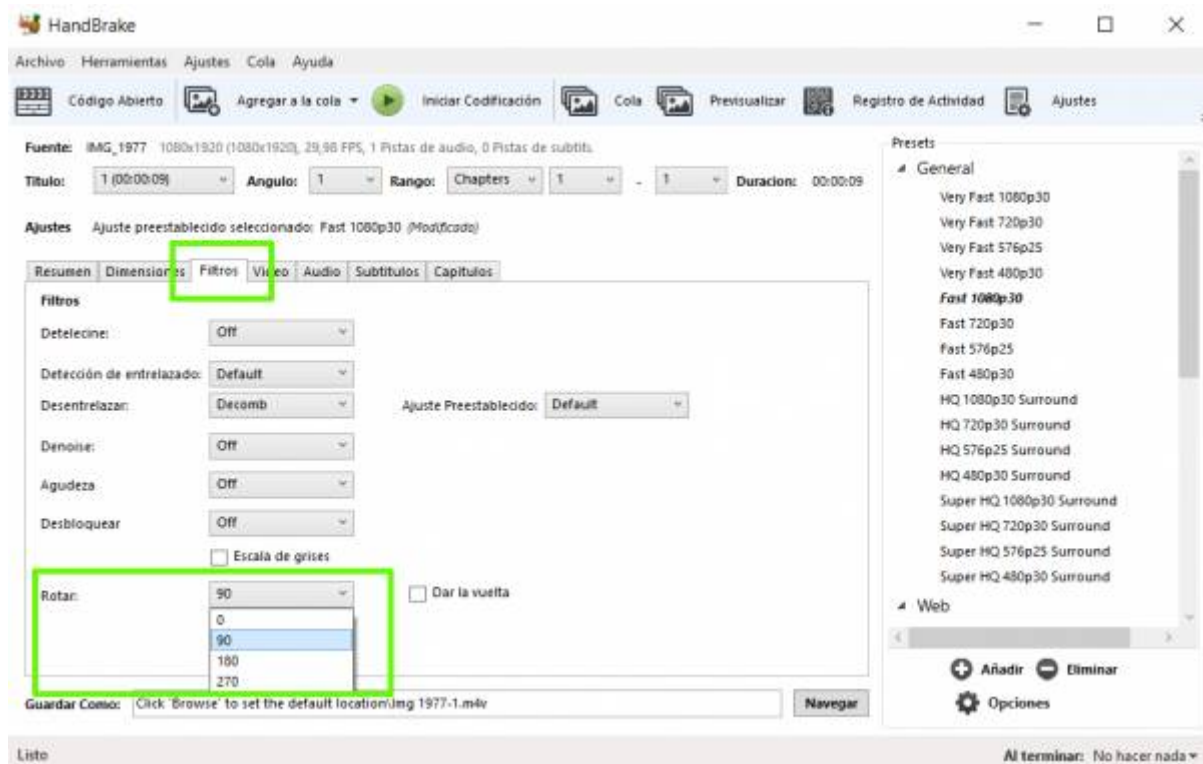 HandBrake
Archivo Herramientas Ajustes Cola Ayuda
Código Abierto Agregar a la cola Iniciar Codificación Cola Previsualizar Registro de Actividad Ajustes
Fuente: IMG_1977 1080x1920 (1080x1920), 29,98 FPS, 1 Pistas de audio, 0 Pistas de subtits.
Título: 1 (00:00:09) Angulo: 1 Rango: Chapters 1 - 1 Duracion: 00:00:09
Ajustes Ajuste preestablecido seleccionado: Fast 1080p30 (Modificado)
Resumen Dimensiones Filtros Video Audio Subtitulos Capitulos
Filtros
Detelecine: Off
Detección de entrelazado: Default
Desentrelazar: Decomb Ajuste Preestablecido: Default
Denoise: Off
Agudeza Off
Desbloquear Off
Escala de grises
Rotar: 90 Dar la vuelta
0
90
180
270
Guardar Como: Click 'Browse' to set the default location\Img 1977-1.m4v Navegar
Presets
General
Very Fast 1080p30
Very Fast 720p30
Very Fast 576p25
Very Fast 480p30
Fast 1080p30
Fast 720p30
Fast 576p25
Fast 480p30
HQ 1080p30 Surround
HQ 720p30 Surround
HQ 576p25 Surround
HQ 480p30 Surround
Super HQ 1080p30 Surround
Super HQ 720p30 Surround
Super HQ 576p25 Surround
Super HQ 480p30 Surround
Web
Añadir Eliminar
Opciones
Listo Al terminar: No hacer nada